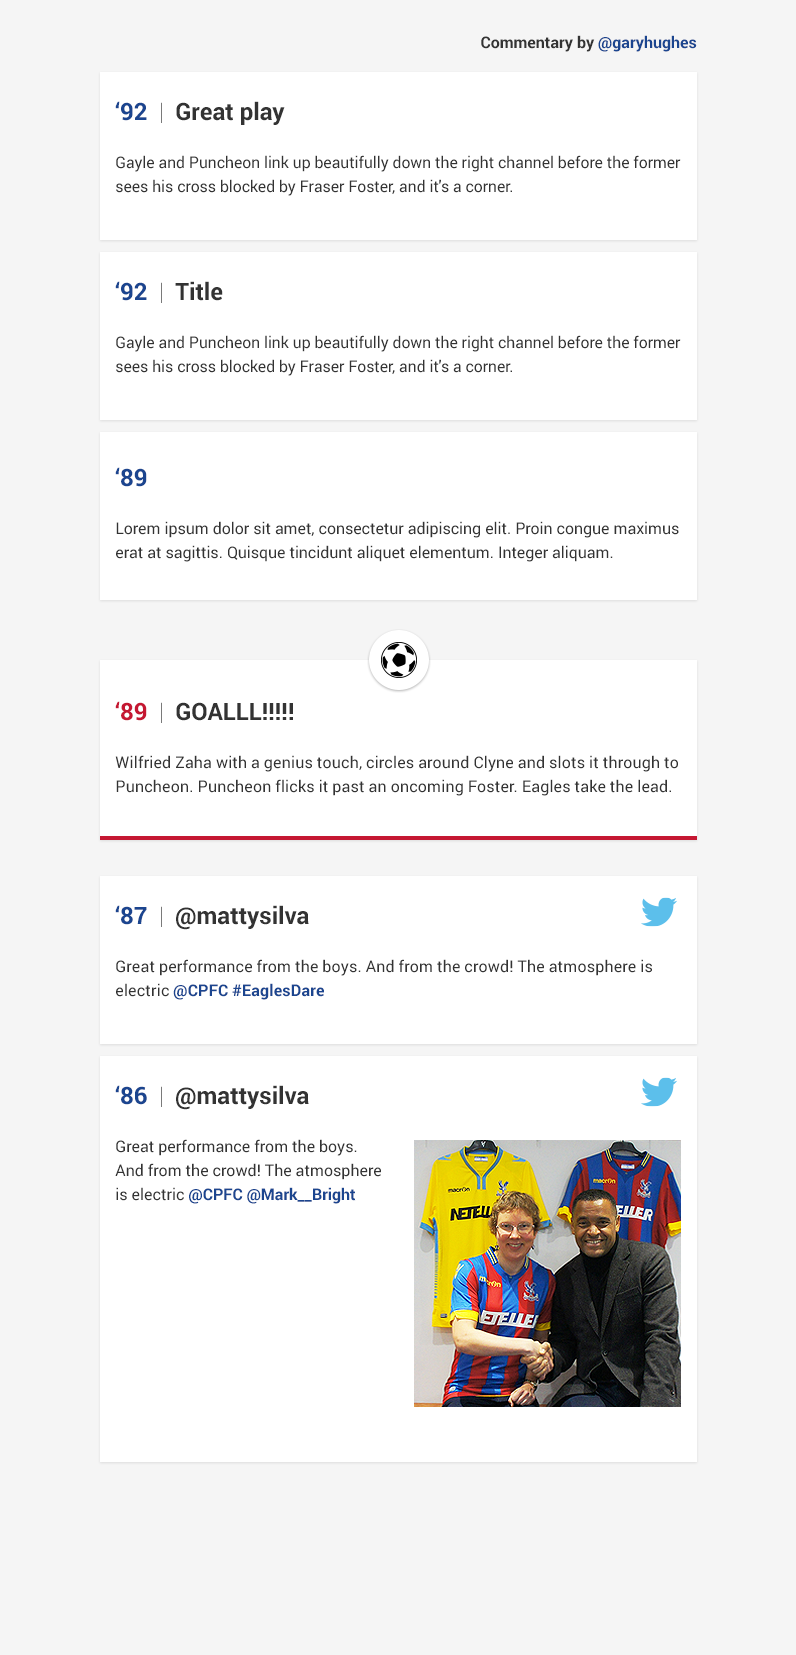 Commentary by @garyhughes
‘92 | Great play
Gayle and Puncheon link up beautifully down the right channel before the former
sees his cross blocked by Fraser Foster, and it's a corner.
‘92 | Title
Gayle and Puncheon link up beautifully down the right channel before the former
sees his cross blocked by Fraser Foster, and it's a corner.
‘89
Lorem ipsum dolor sit amet, consectetur adipiscing elit. Proin congue maximus
erat at sagittis. Quisque tincidunt aliquet elementum. Integer aliquam.
‘89 | GOALLL!!!!!
Wilfried Zaha with a genius touch, circles around Clyne and slots it through to
Puncheon. Puncheon flicks it past an oncoming Foster. Eagles take the lead.
‘87 | @mattysilva
Great performance from the boys. And from the crowd! The atmosphere is
electric @CPFC #EaglesDare
‘86 | @mattysilva
Great performance from the boys.
And from the crowd! The atmosphere
is electric @CPFC @Mark__Bright
macron
macron
NETELLER
ELLER
macron
NETELLER